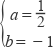 {a = 1/2
b = -1